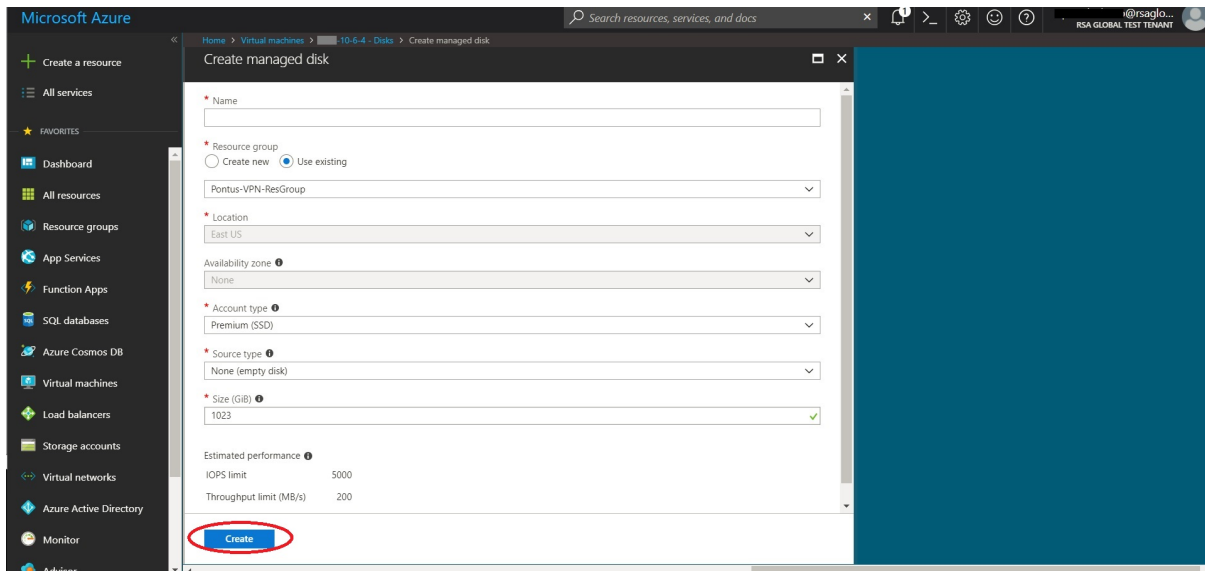 Microsoft Azure
Search resources, services, and docs
1
@rsaglo...
RSA GLOBAL TEST TENANT
Home > Virtual machines > -10-6-4 - Disks > Create managed disk
Create a resource
All services
FAVORITES
Dashboard
All resources
Resource groups
App Services
Function Apps
SQL databases
Azure Cosmos DB
Virtual machines
Load balancers
Storage accounts
Virtual networks
Azure Active Directory
Monitor
Advisor
Create managed disk
* Name
* Resource group
Create new Use existing
Pontus-VPN-ResGroup
* Location
East US
Availability zone
None
* Account type
Premium (SSD)
* Source type
None (empty disk)
* Size (GiB)
1023
Estimated performance
IOPS limit 5000
Throughput limit (MB/s) 200
Create